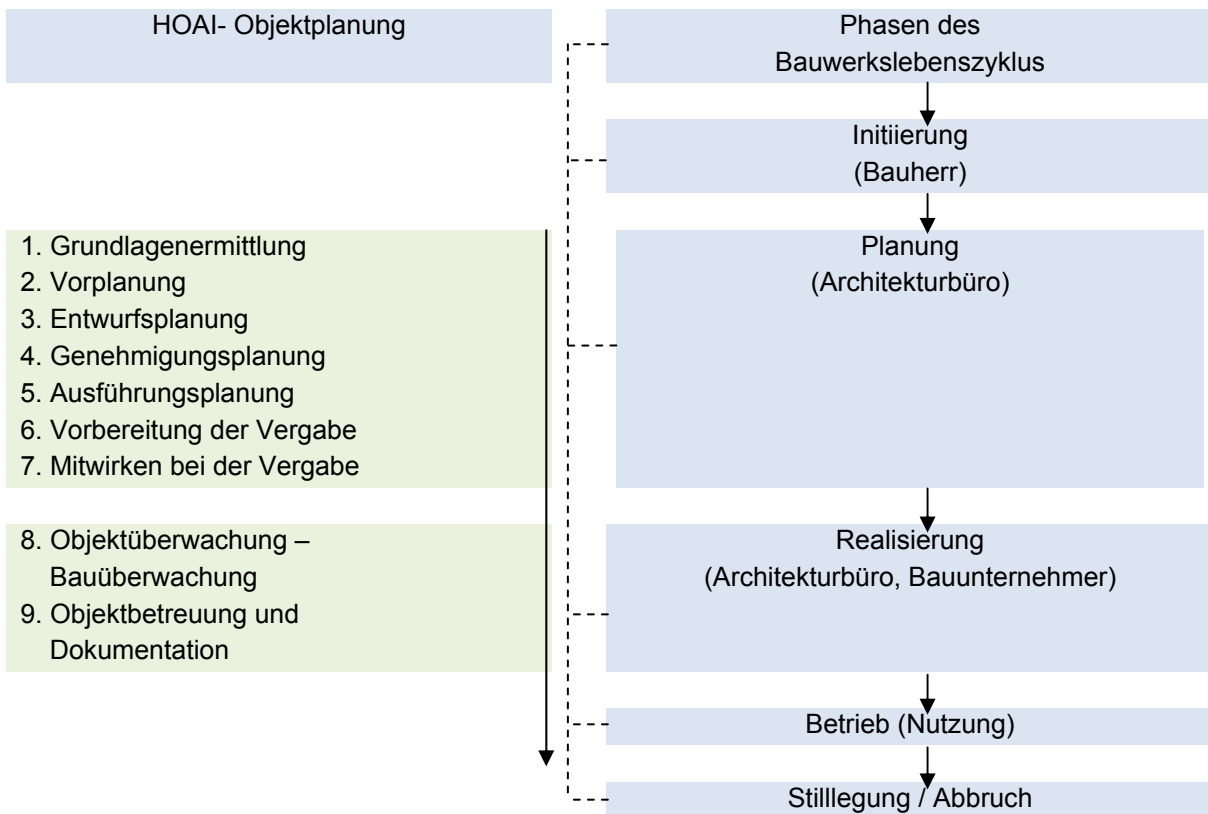 HOAI- Objektplanung
1. Grundlagenermittlung
2. Vorplanung
3. Entwurfsplanung
4. Genehmigungsplanung
5. Ausführungsplanung
6. Vorbereitung der Vergabe
7. Mitwirken bei der Vergabe
8. Objektüberwachung –
Bauüberwachung
9. Objektbetreuung und
Dokumentation
Phasen des
Bauwerkslebenszyklus
Initiierung
(Bauherr)
Planung
(Architekturbüro)
Realisierung
(Architekturbüro, Bauunternehmer)
Betrieb (Nutzung)
Stilllegung / Abbruch